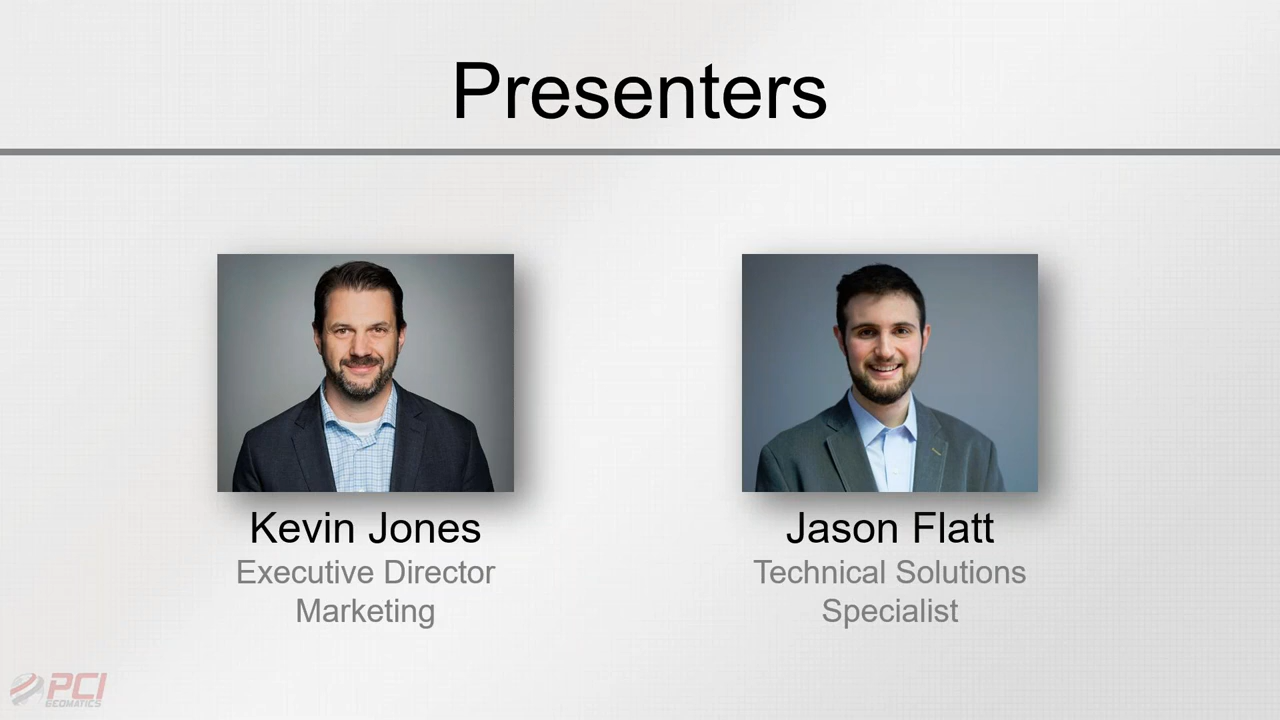 Presenters
Kevin Jones
Executive Director
Marketing
Jason Flatt
Technical Solutions
Specialist
PCI
GEOMATICS